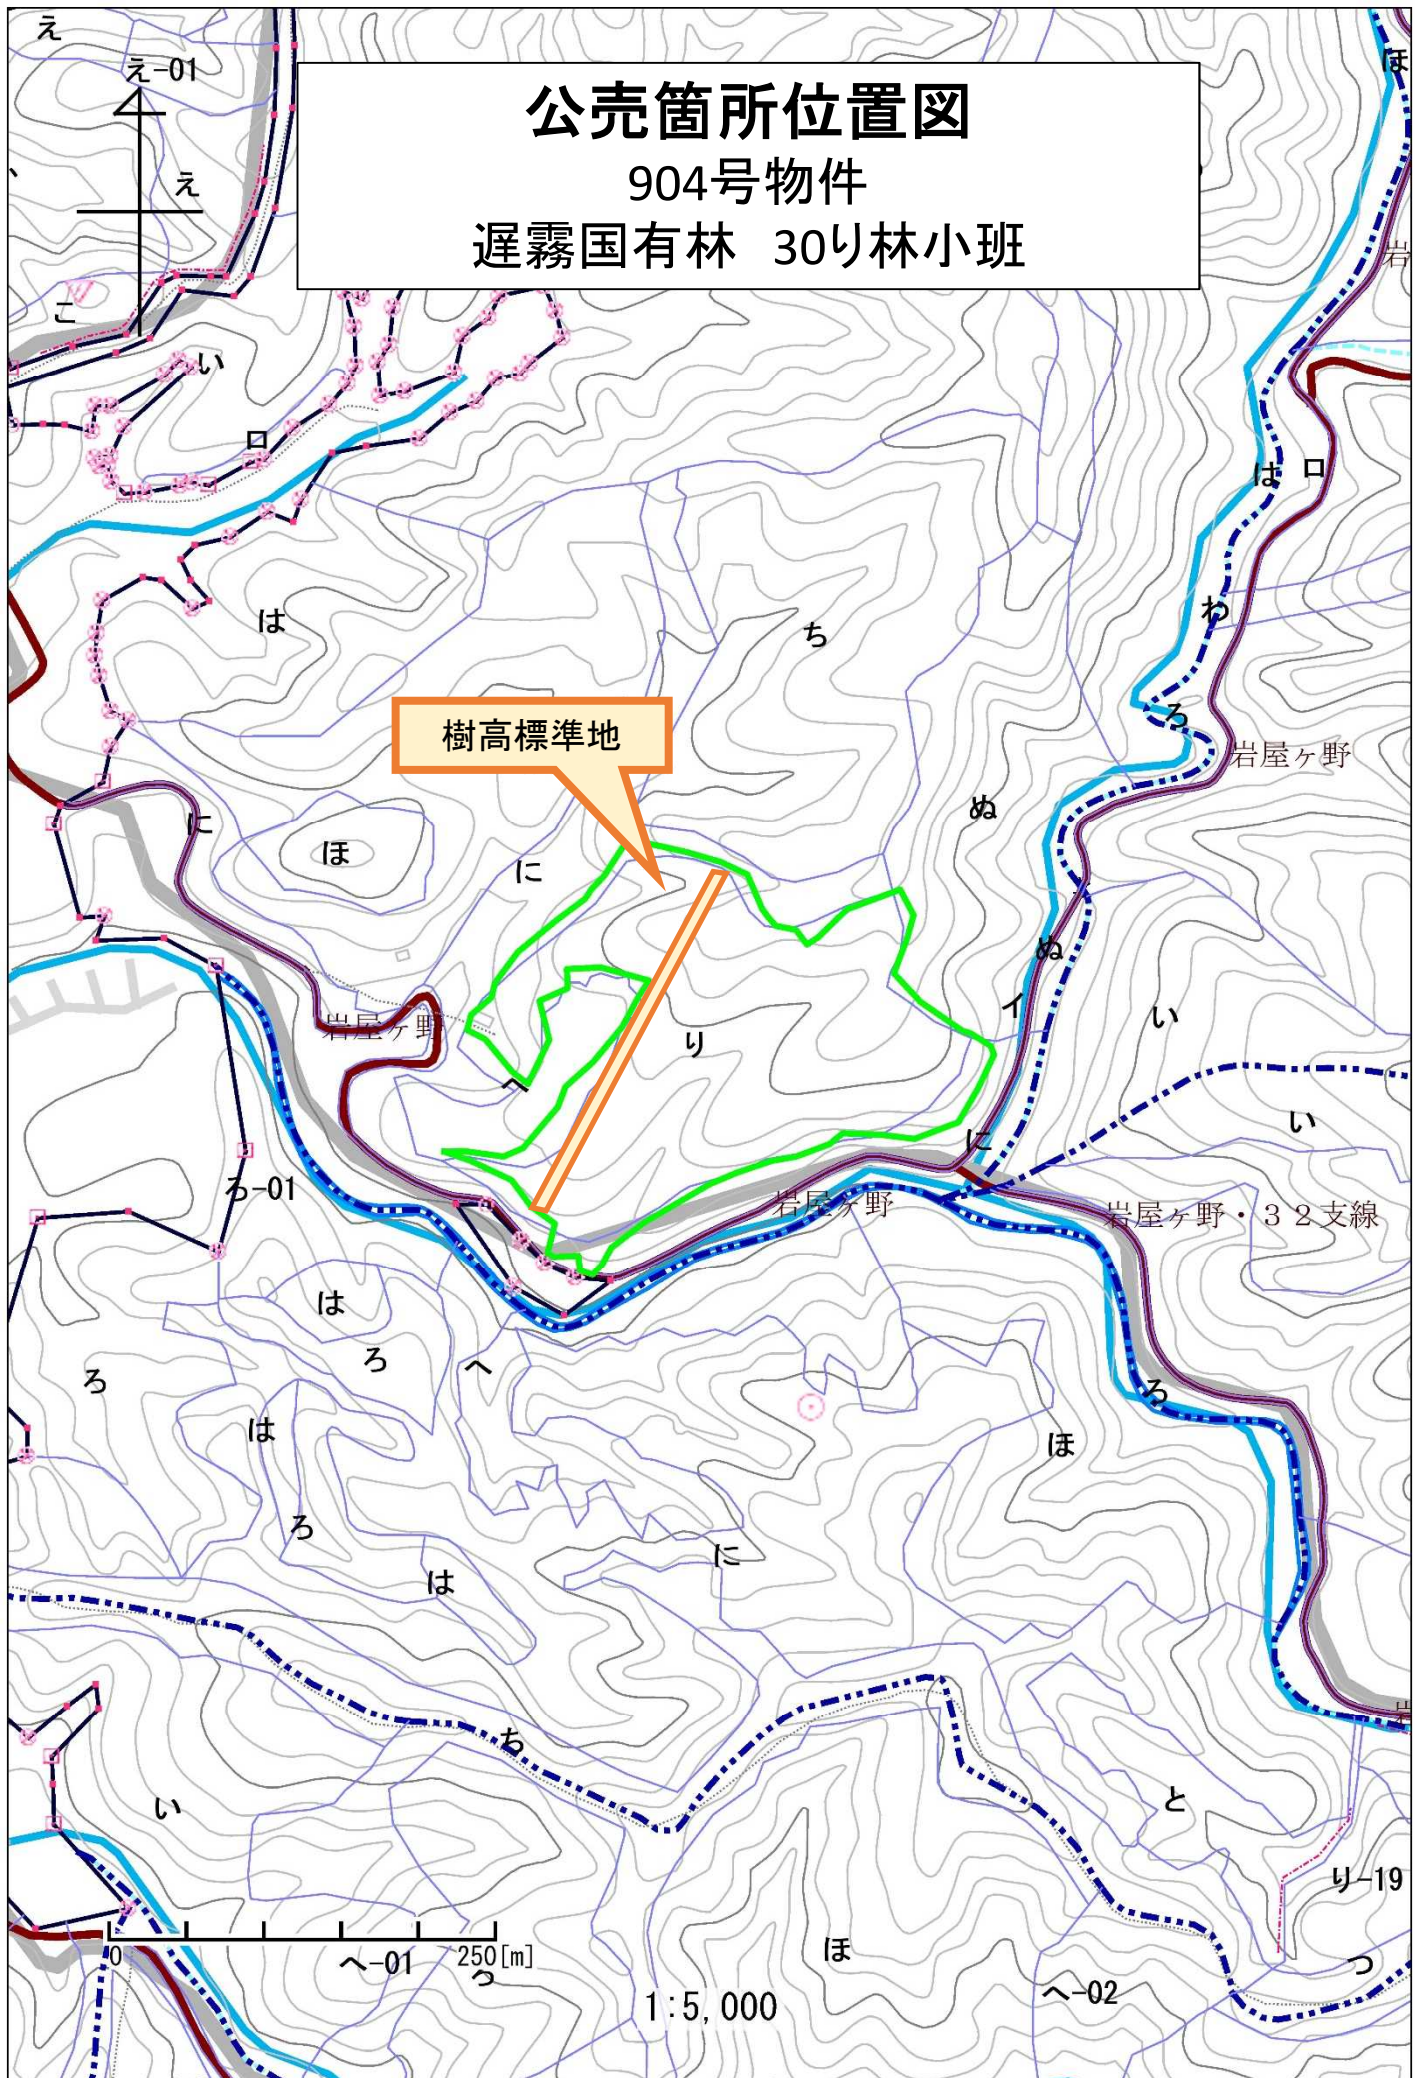 え
え-01
公売箇所位置図
904号物件
遅霧国有林 30り林小班
ほ
え
岩
こ
い
ロ
は
ロ
わ
は
ち
ろ
樹高標準地
岩屋ヶ野
ぬ
に
ほ
に
ぬ
イ
い
岩屋ヶ野
り
へ
い
に
ろ-01
岩屋ヶ野
岩屋ヶ野・32支線
は
ろ
へ
ろ
ろ
は
ほ
ろ
に
は
岩
ち
い
と
り-19
ほ
つ
0
250[m]
へ-01
ろ
へ-02
1:5,000